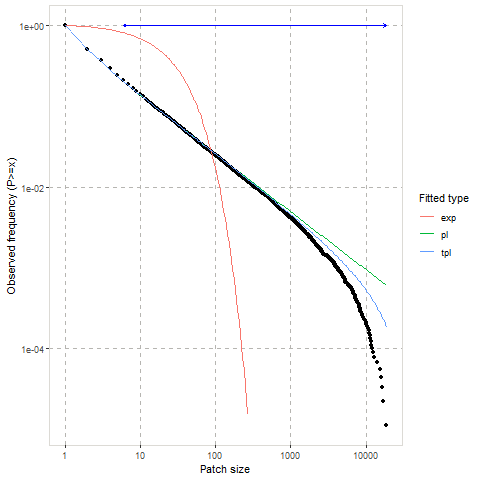 1e+00
1e-02
1e-04
Observed frequency (P>=x)
1
10
100
1000
10000
Patch size
Fitted type
exp
pl
tpl